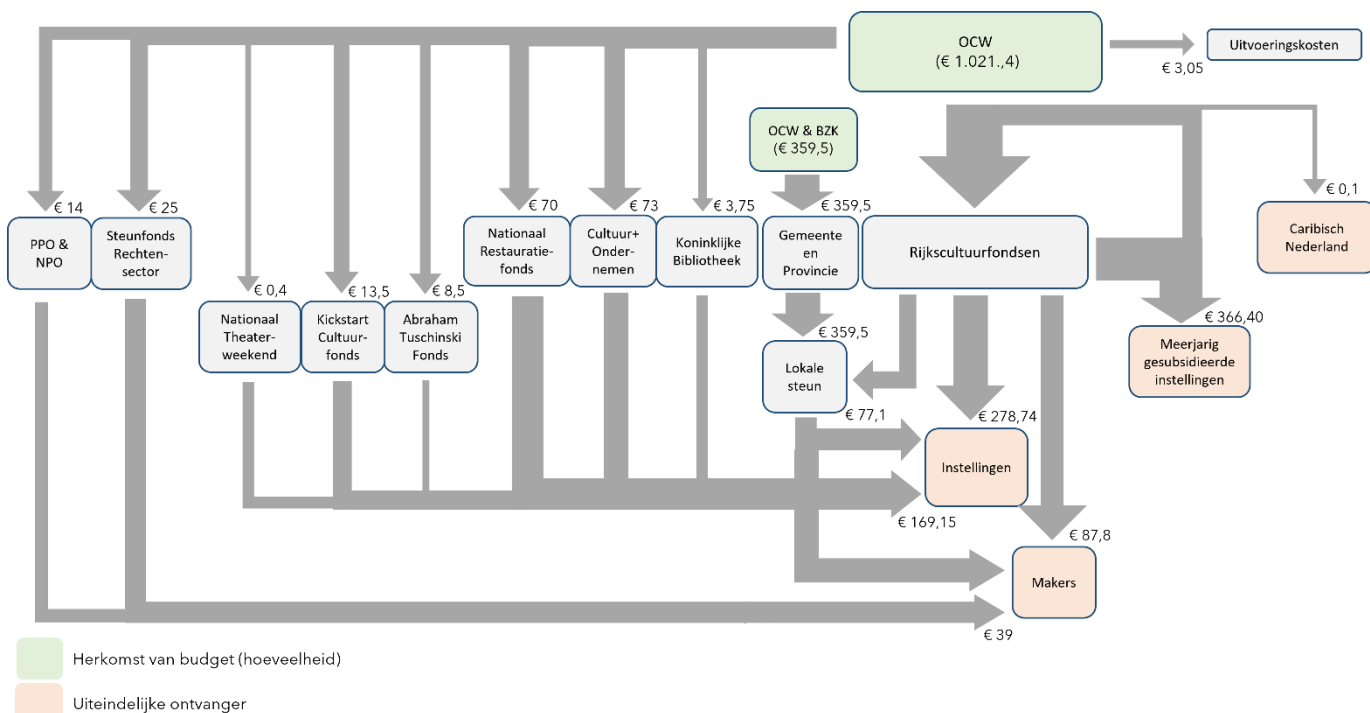 OCW
(€ 1.021.,4)
€ 3,05
Uitvoeringskosten
OCW & BZK
(€ 359,5)
€ 14
€ 25
€ 70
€ 73
€ 3,75
€ 359,5
€ 0,1
PPO &
NPO
Steunfonds
Rechten-
sector
Nationaal
Restauratie-
fonds
Cultuur+
Onder-
nemen
Koninklijke
Bibliotheek
Gemeente
en
Provincie
Rijkscultuurfondsen
Caribisch
Nederland
€ 0,4
€ 13,5
€ 8,5
Nationaal
Theater-
weekend
Kickstart
Cultuur-
fonds
Abraham
Tuschinski
Fonds
€ 359,5
Lokale
steun
€ 77,1
€ 366,40
Meerjarig
gesubsidieerde
instellingen
€ 278,74
Instellingen
€ 169,15
€ 87,8
Makers
€ 39
Herkomst van budget (hoeveelheid)
Uiteindelijke ontvanger